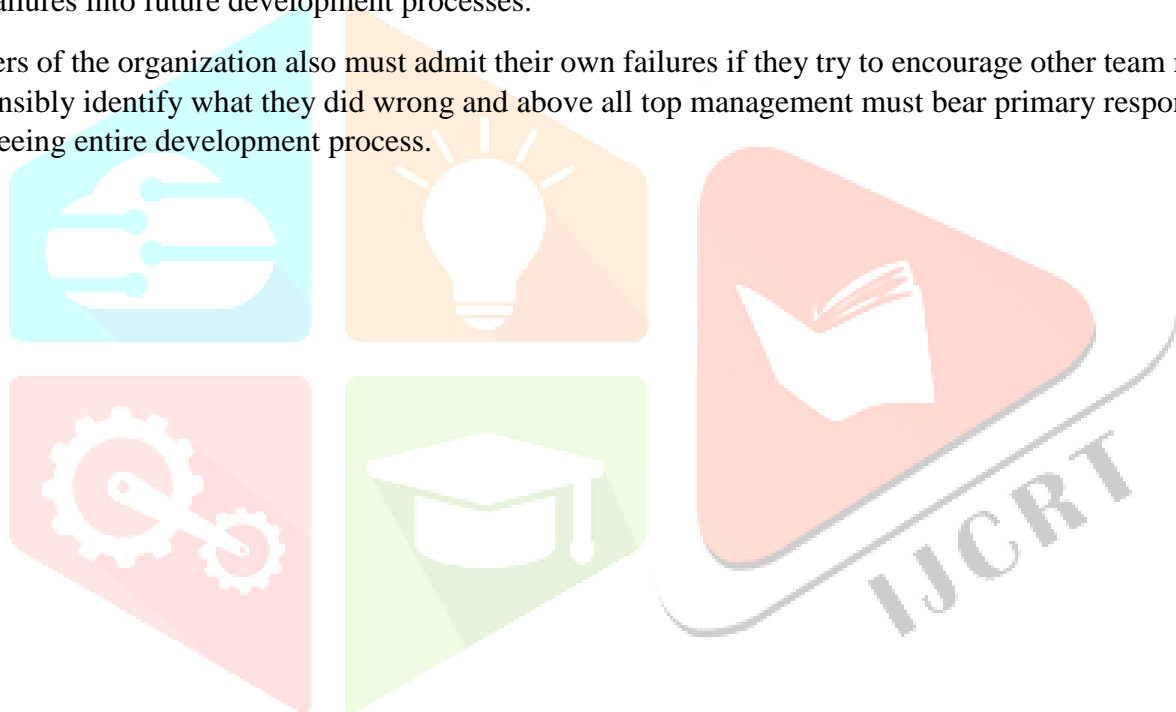 ailures into future development processes.
ers of the organization also must admit their own failures if they try to encourage other team
nsibly identify what they did wrong and above all top management must bear primary respo
eeing entire development process.
IJCRT